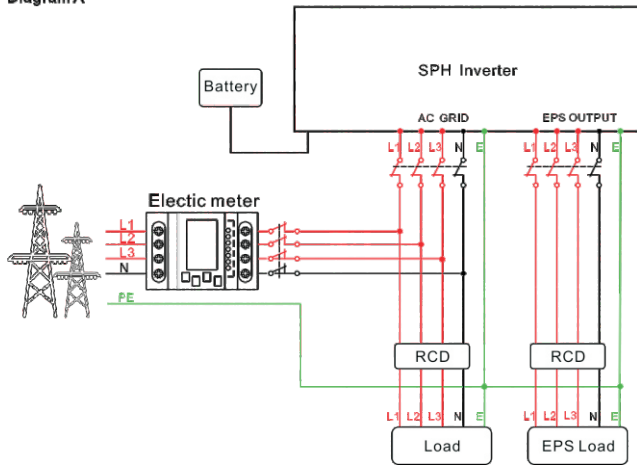 Diagram A
SPH Inverter
Battery
AC GRID
EPS OUTPUT
L1 L2 L3 N E
L1 L2 L3 N E
Electic meter
L1
L2
L3
N
PE
RCD
RCD
L1 L2 L3 N E
L1 L2 L3 N E
Load
EPS Load